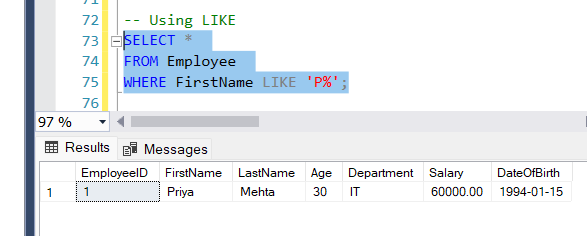 71
72 -- Using LIKE
73 SELECT *
74 FROM Employee
75 WHERE FirstName LIKE 'P%';
76
97 %
Results Messages
EmployeeID FirstName LastName Age Department Salary DateOfBirth
1 1 Priya Mehta 30 IT 60000.00 1994-01-15